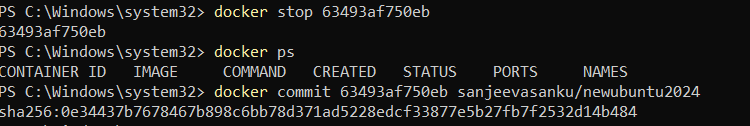 PS C:\Windows\system32> docker stop 63493af750eb
63493af750eb
PS C:\Windows\system32> docker ps
CONTAINER ID   IMAGE     COMMAND   CREATED   STATUS    PORTS     NAMES
PS C:\Windows\system32> docker commit 63493af750eb sanjeevasanku/newubuntu2024
sha256:0e34437b7678467b898c6bb78d371ad5228edcf33877e5b27fb7f2532d14b484